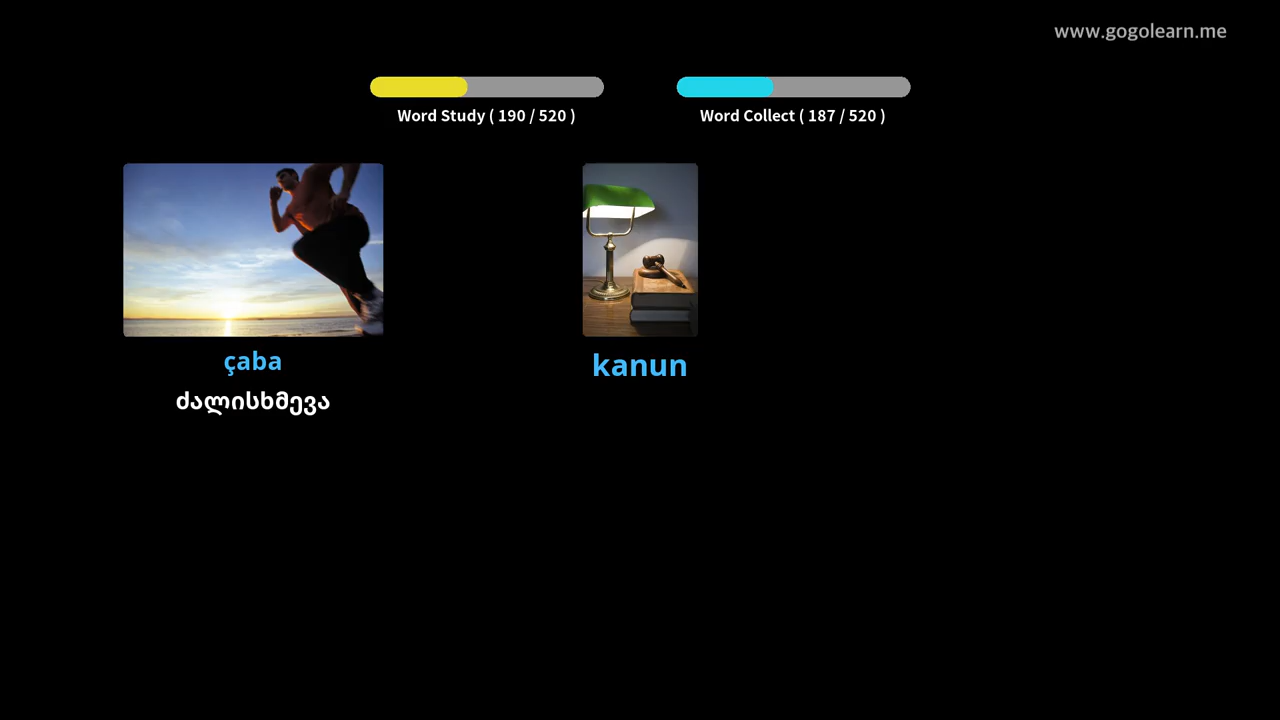 www.gogolearn.me
Word Study ( 190 / 520 )
Word Collect ( 187 / 520 )
çaba
ძალისხმევა
kanun